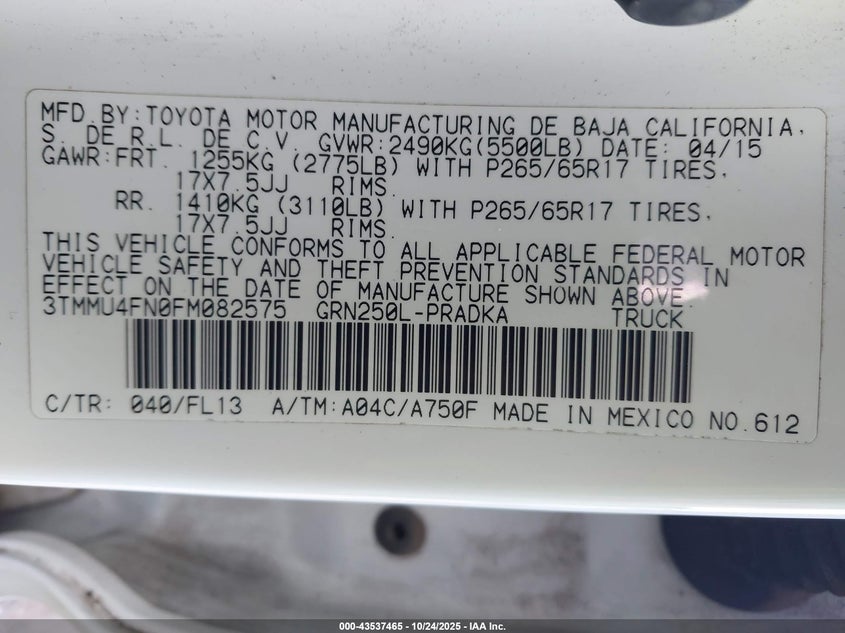 MFD.BY:TOYOTA MOTOR MANUFACTURING DE BAJA CALIFORNIA,
S. DE R.L. DE C.V. GVWR:2490KG(5500LB) DATE: 04/15
GAWR:FRT. 1255KG (2775LB) WITH P265/65R17 TIRES,
17X7.5JJ RIMS.
RR. 1410KG (3110LB) WITH P265/65R17 TIRES,
17X7.5JJ RIMS.
THIS VEHICLE CONFORMS TO ALL APPLICABLE FEDERAL MOTOR
VEHICLE SAFETY AND THEFT PREVENTION STANDARDS IN
EFFECT ON THE DATE OF MANUFACTURE SHOWN ABOVE.
3TMMU4FN0FM082575 GRN250L-PRADKA TRUCK
C/TR: 040/FL13 A/TM:A04C/A750F MADE IN MEXICO NO.612
000-43537465 - 10/24/2025 - IAA Inc.